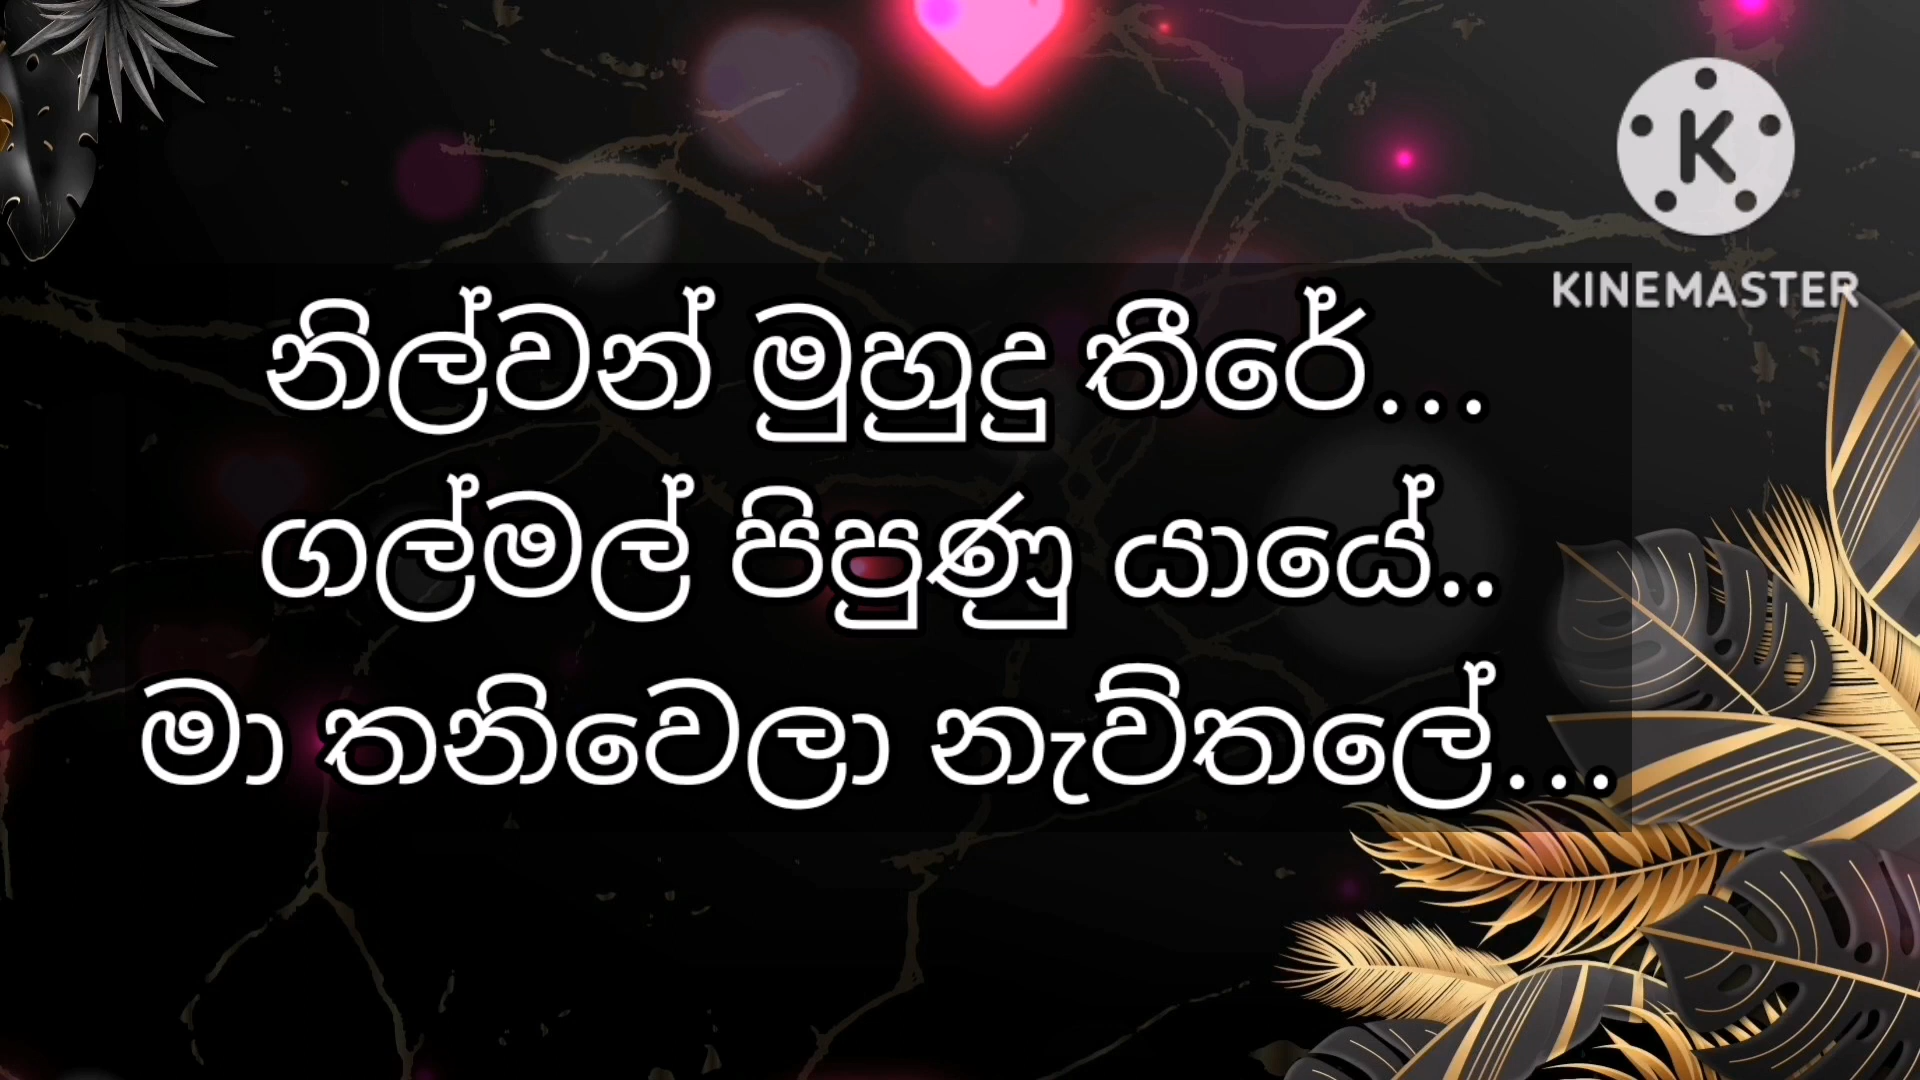 KINEMASTER
නිල්වන් මුහුදු තීරේ...
ගල්මල් පිපුණු යායේ..
මා තනිවෙලා නැව්තලේ...